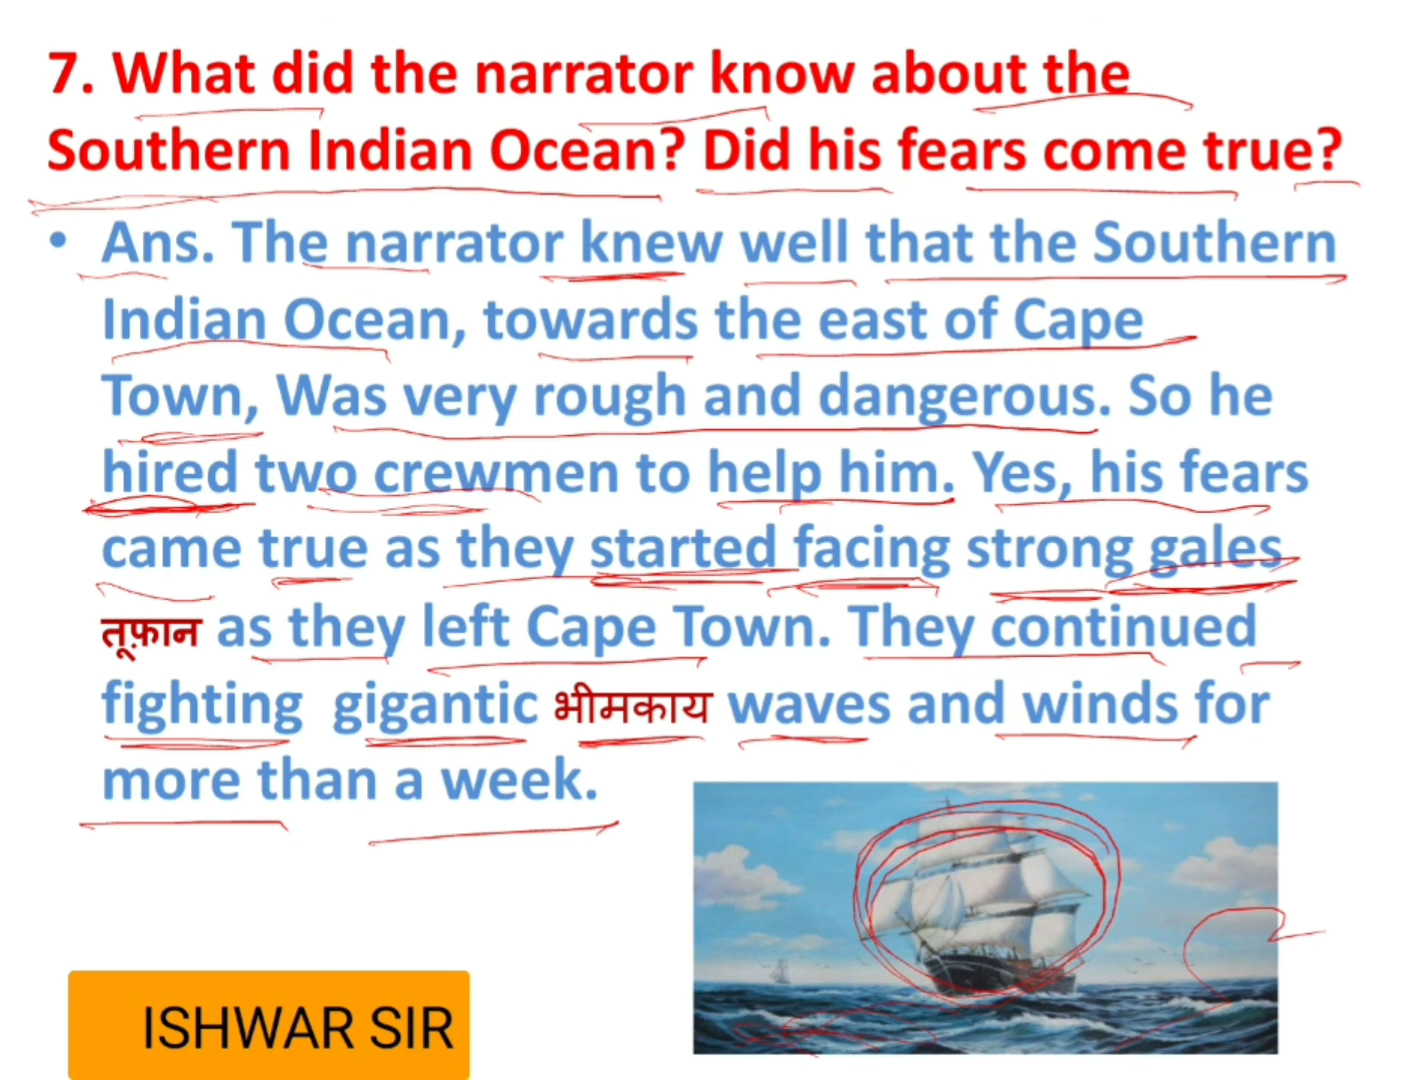 7. What did the narrator know about the
Southern Indian Ocean? Did his fears come true?
• Ans. The narrator knew well that the Southern
Indian Ocean, towards the east of Cape
Town, Was very rough and dangerous. So he
hired two crewmen to help him. Yes, his fears
came true as they started facing strong gales
तूफ़ान as they left Cape Town. They continued
fighting gigantic भीमकाय waves and winds for
more than a week.
ISHWAR SIR